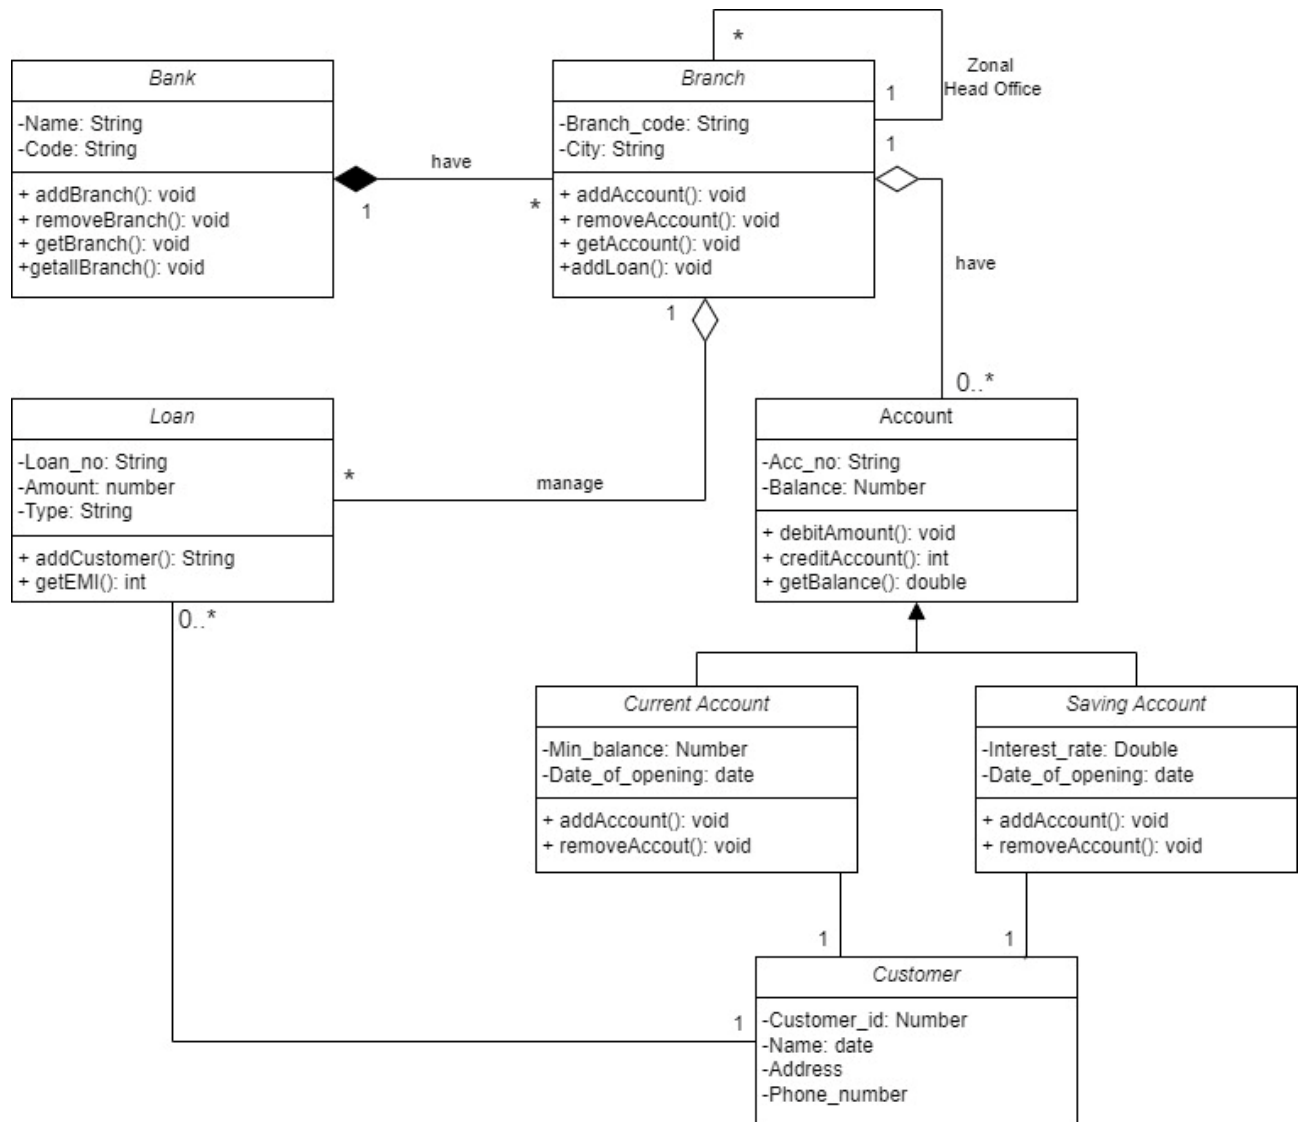 *
Bank
-Name: String
-Code: String
+ addBranch(): void
+ removeBranch(): void
+ getBranch(): void
+getallBranch(): void
have
1
*
Branch
-Branch_code: String
-City: String
+ addAccount(): void
+ removeAccount(): void
+ getAccount(): void
+addLoan(): void
Zonal
Head Office
1
1
have
0..*
1
Loan
-Loan_no: String
-Amount: number
-Type: String
+ addCustomer(): String
+ getEMI(): int
*
manage
0..*
Account
-Acc_no: String
-Balance: Number
+ debitAmount(): void
+ creditAccount(): int
+ getBalance(): double
Current Account
-Min_balance: Number
-Date_of_opening: date
+ addAccount(): void
+ removeAccout(): void
Saving Account
-Interest_rate: Double
-Date_of_opening: date
+ addAccount(): void
+ removeAccount(): void
1
1
Customer
1
-Customer_id: Number
-Name: date
-Address
-Phone_number